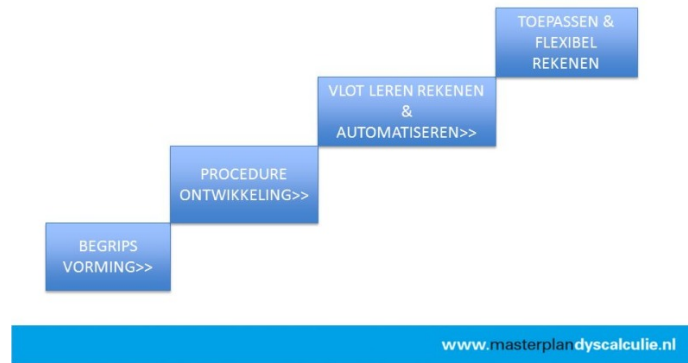 TOEPASSEN &
FLEXIBEL
REKENEN
VLOT LEREN REKENEN
&
AUTOMATISEREN>>
PROCEDURE
ONTWIKKELING>>
BEGRIPS
VORMING>>
www.masterplandyscalculie.nl